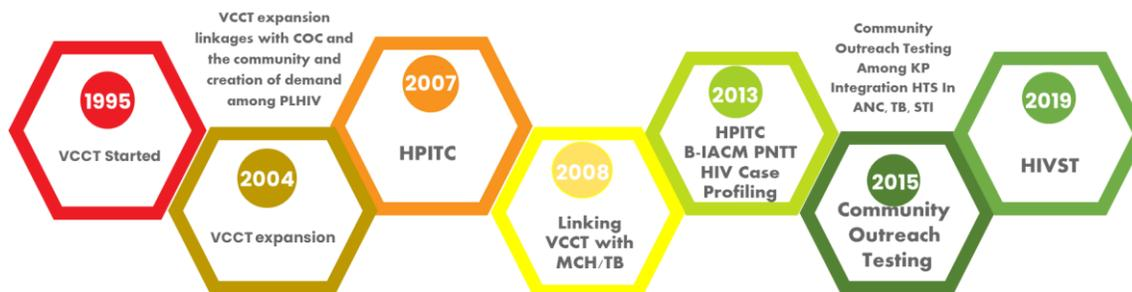 1995
VCCT Started
VCCT expansion
linkages with COC and
the community and
creation of demand
among PLHIV
2004
VCCT expansion
2007
HPITC
2008
Linking
VCCT with
MCH/TB
2013
HPITC
B-IACM PNTT
HIV Case
Profiling
Community
Outreach Testing
Among KP
Integration HTS In
ANC, TB, STI
2015
Community
Outreach
Testing
2019
HIVST